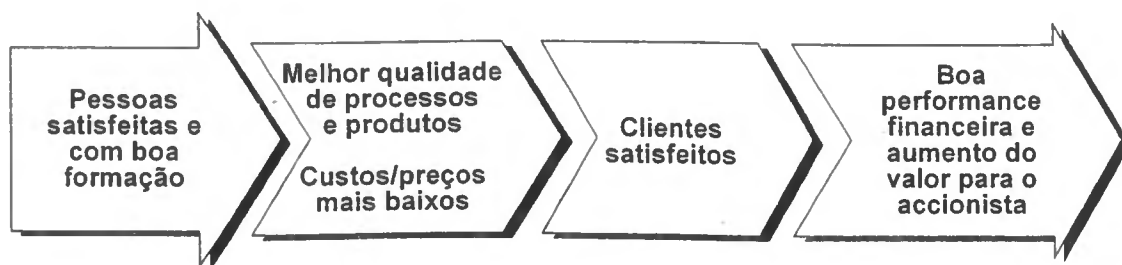 Pessoas
satisfeitas e
com boa
formação
Melhor qualidade
de processos
e produtos
Custos/preços
mais baixos
Clientes
satisfeitos
Boa
performance
financeira e
aumento do
valor para o
accionista